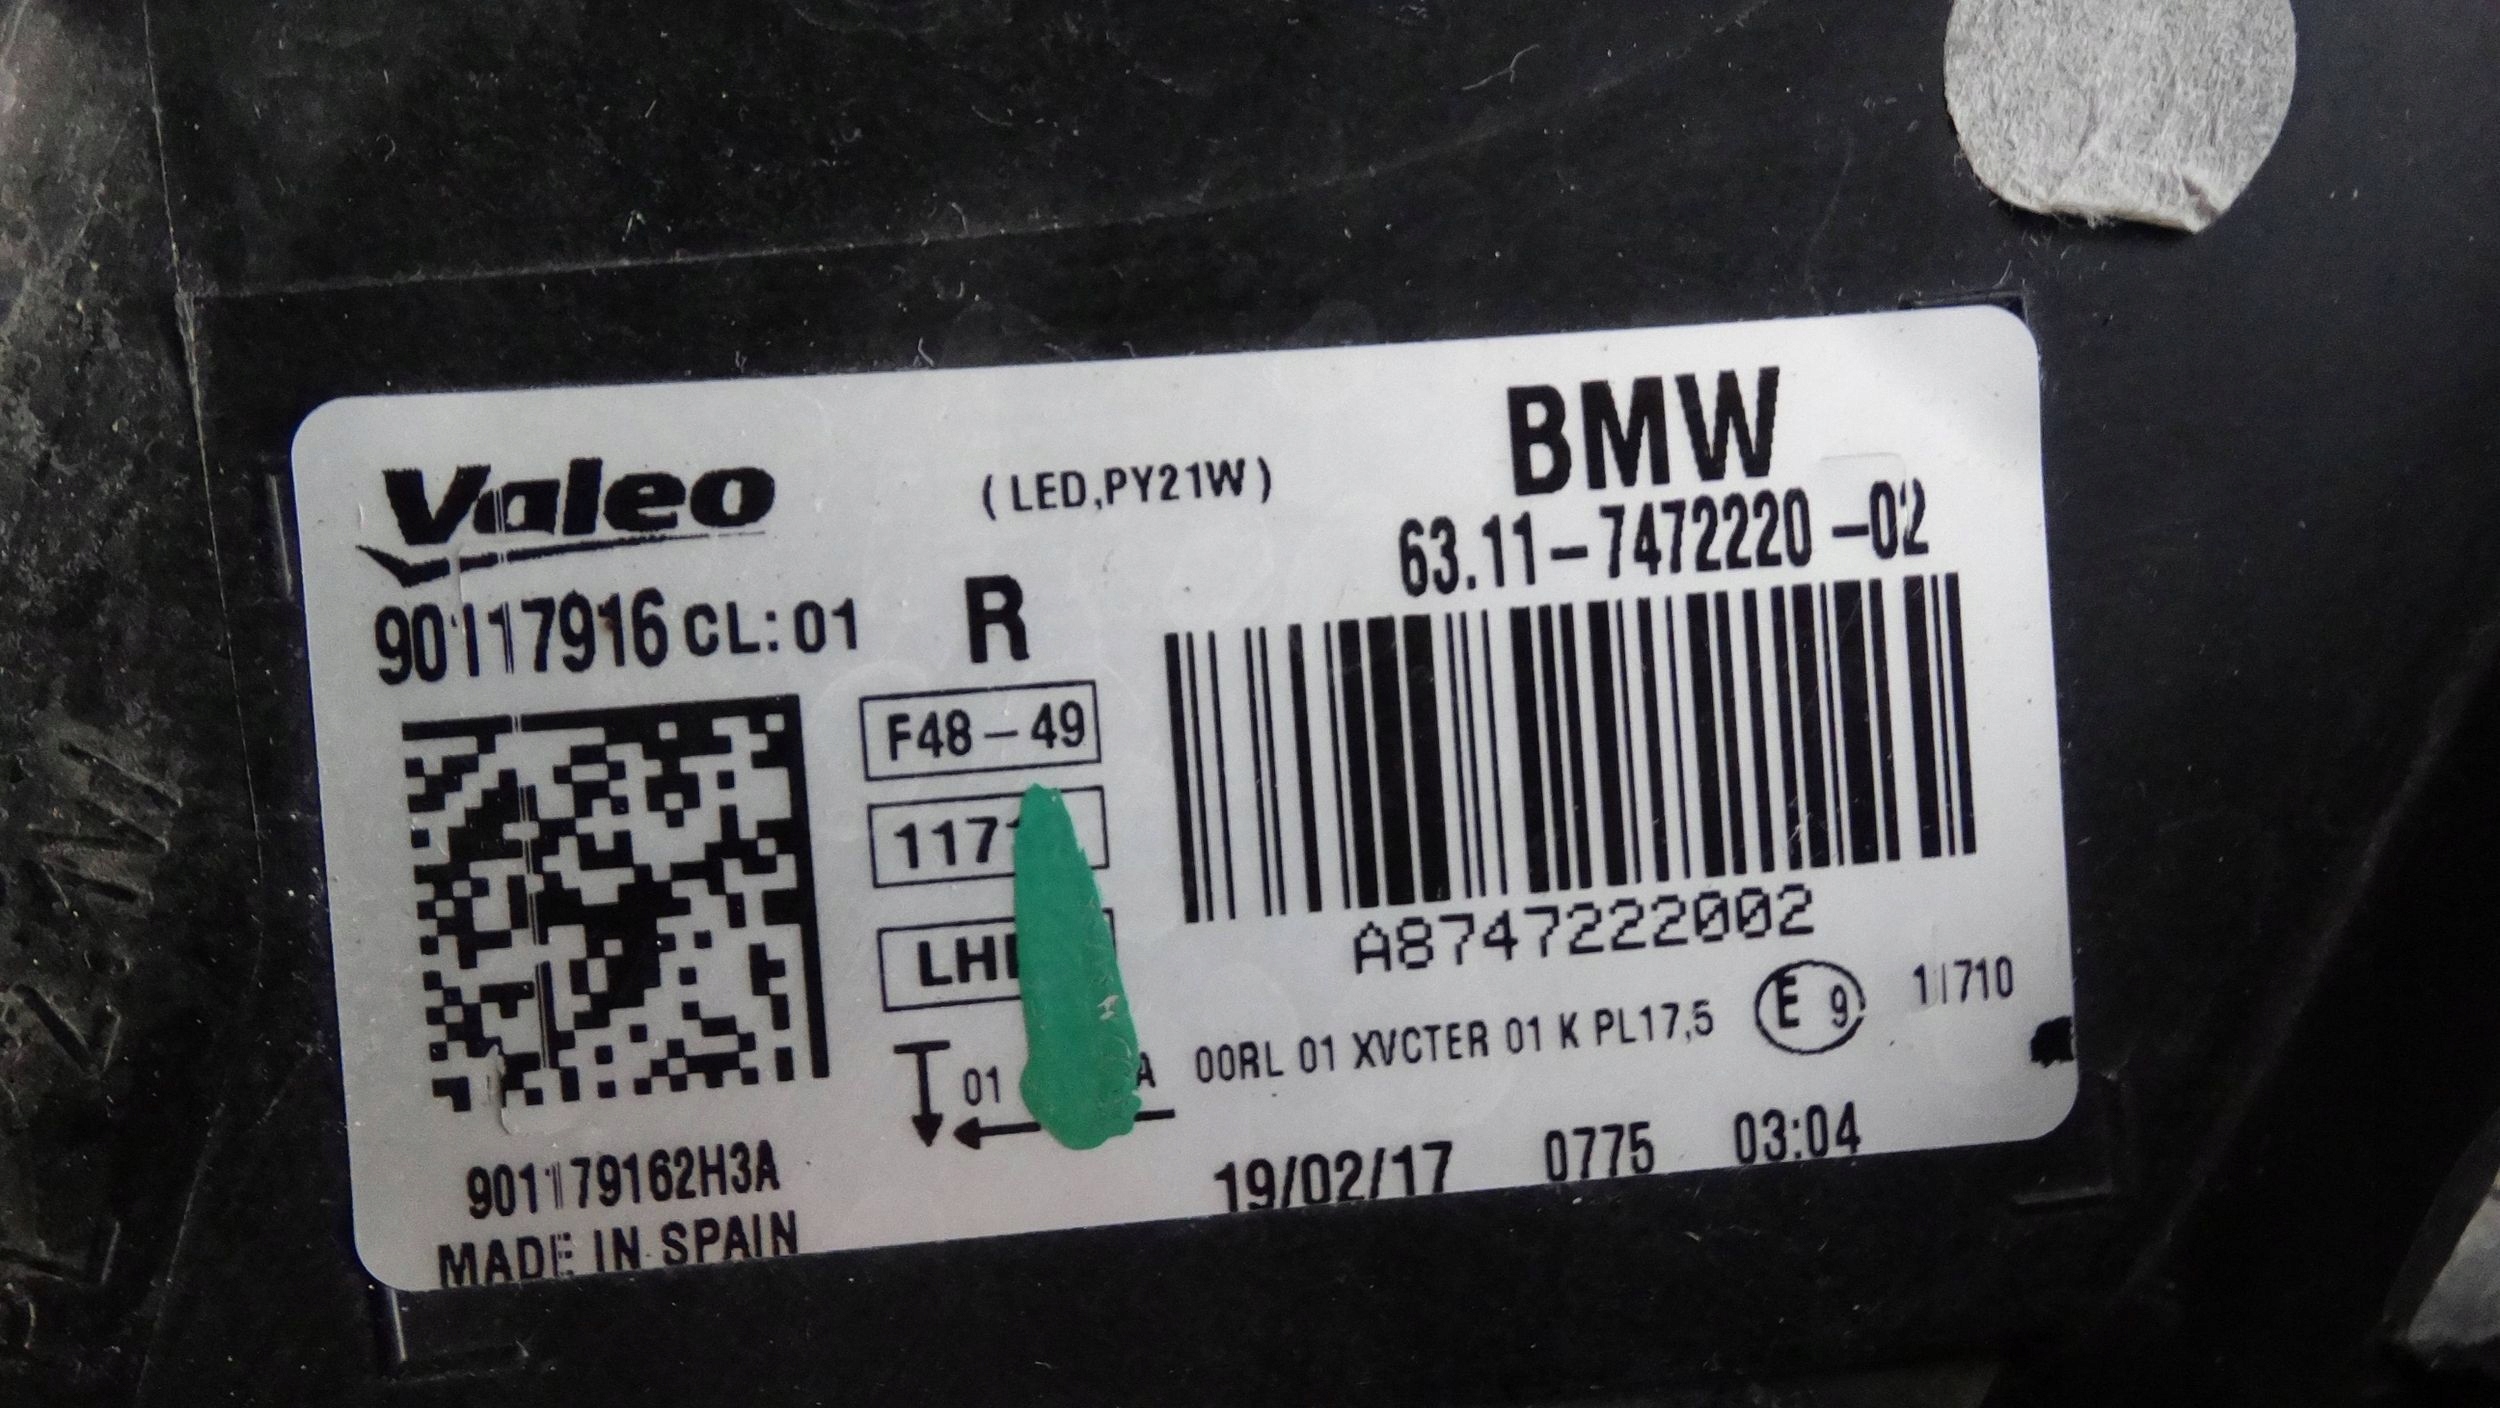 Valeo
(LED,PY21W)
BMW
63.11-7472220-02
90117916 CL:01
R
F48-49
A8747222002
01
00RL 01 XVCTER 01 K PL17,5
E 9
11710
901179162H3A
MADE IN SPAIN
19/02/17 0775 03:04